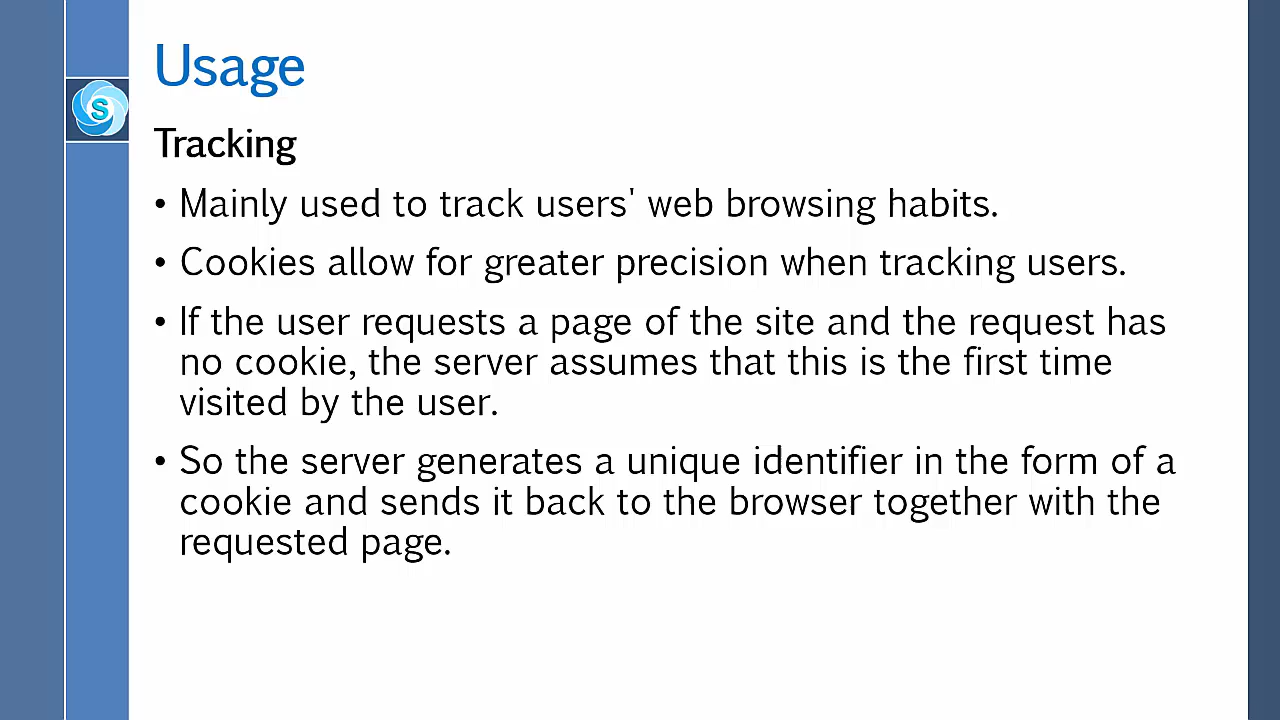 Usage
S
Tracking
• Mainly used to track users' web browsing habits.
• Cookies allow for greater precision when tracking users.
• If the user requests a page of the site and the request has
no cookie, the server assumes that this is the first time
visited by the user.
• So the server generates a unique identifier in the form of a
cookie and sends it back to the browser together with the
requested page.